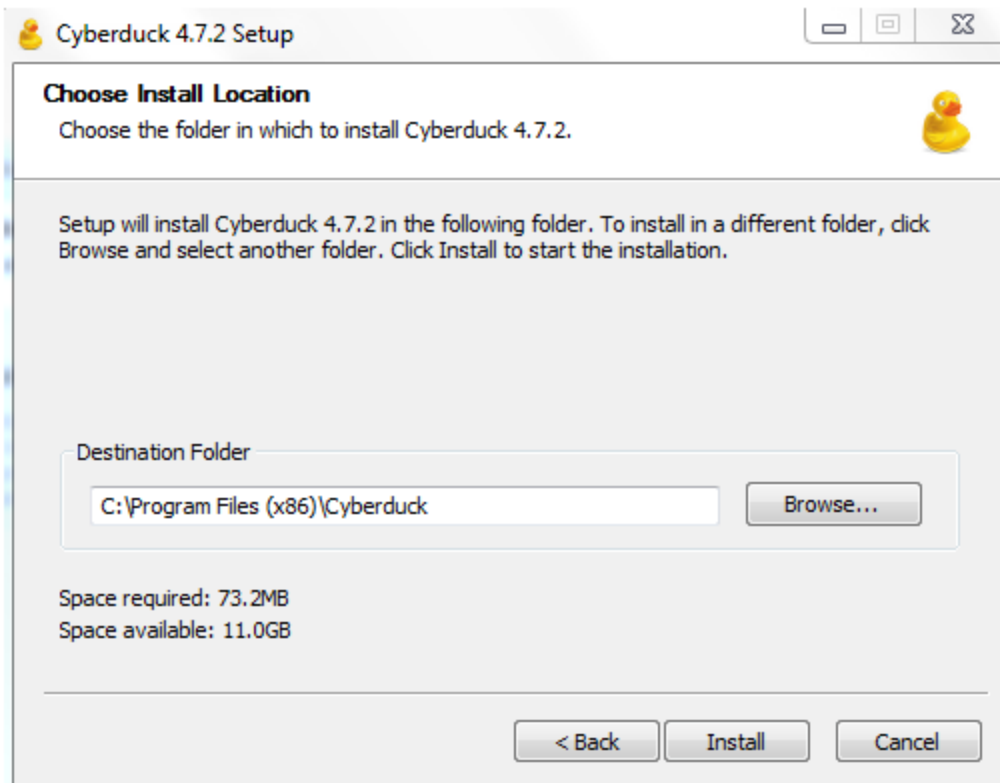 Cyberduck 4.7.2 Setup
Choose Install Location
Choose the folder in which to install Cyberduck 4.7.2.
Setup will install Cyberduck 4.7.2 in the following folder. To install in a different folder, click
Browse and select another folder. Click Install to start the installation.
Destination Folder
C:\Program Files (x86)\Cyberduck
Browse...
Space required: 73.2MB
Space available: 11.0GB
< Back
Install
Cancel